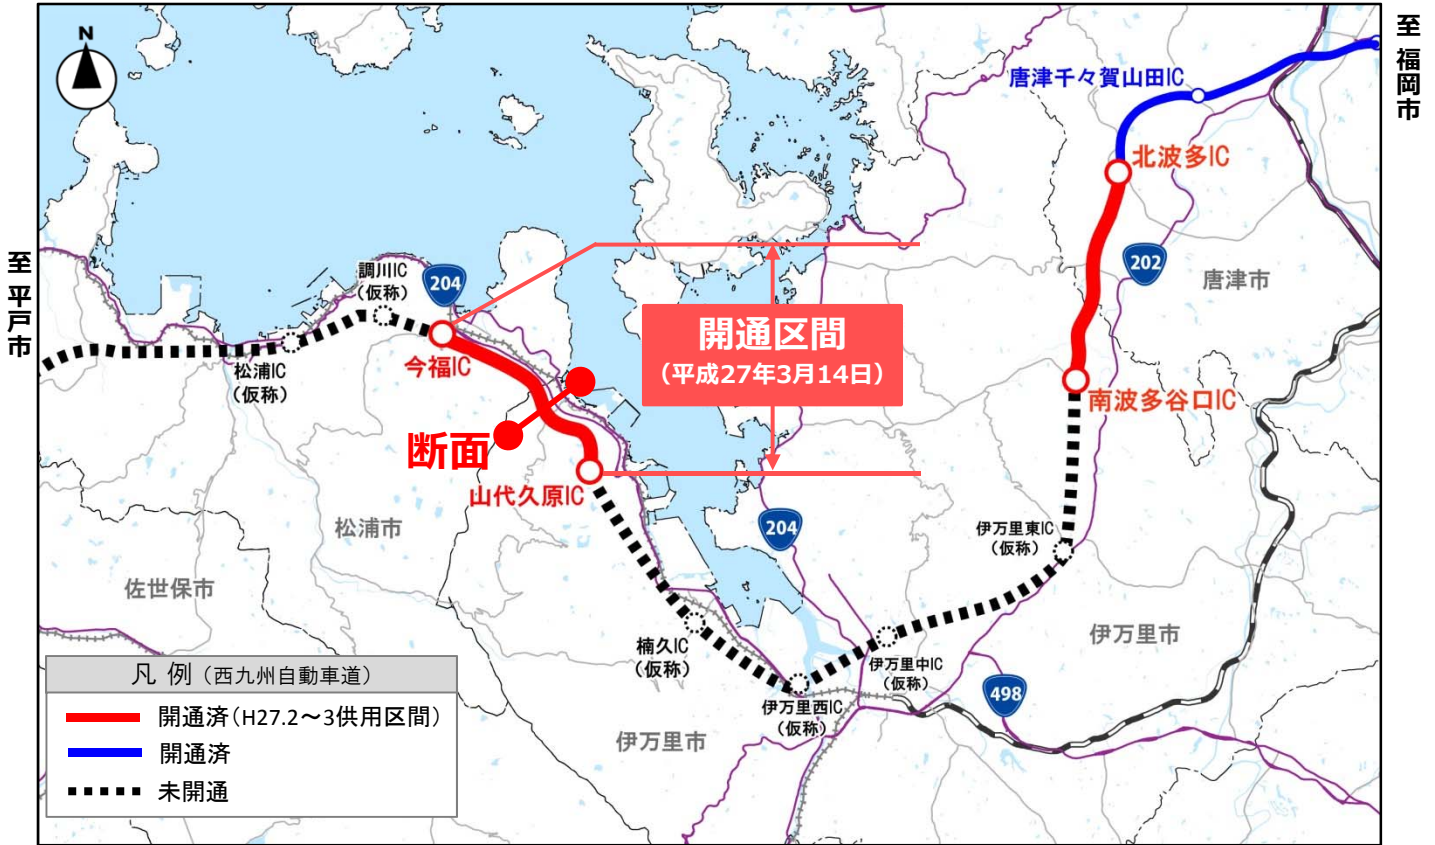 N
至福岡市
唐津千々賀山田IC
北波多IC
至平戸市
調川IC
(仮称)
204
202
唐津市
開通区間
(平成27年3月14日)
松浦IC
(仮称)
今福IC
南波多谷口IC
断面
山代久原IC
松浦市
204
伊万里東IC
(仮称)
佐世保市
楠久IC
(仮称)
伊万里中IC
(仮称)
伊万里市
498
伊万里西IC
(仮称)
伊万里市
凡例(西九州自動車道)
開通済(H27.2～3供用区間)
開通済
未開通